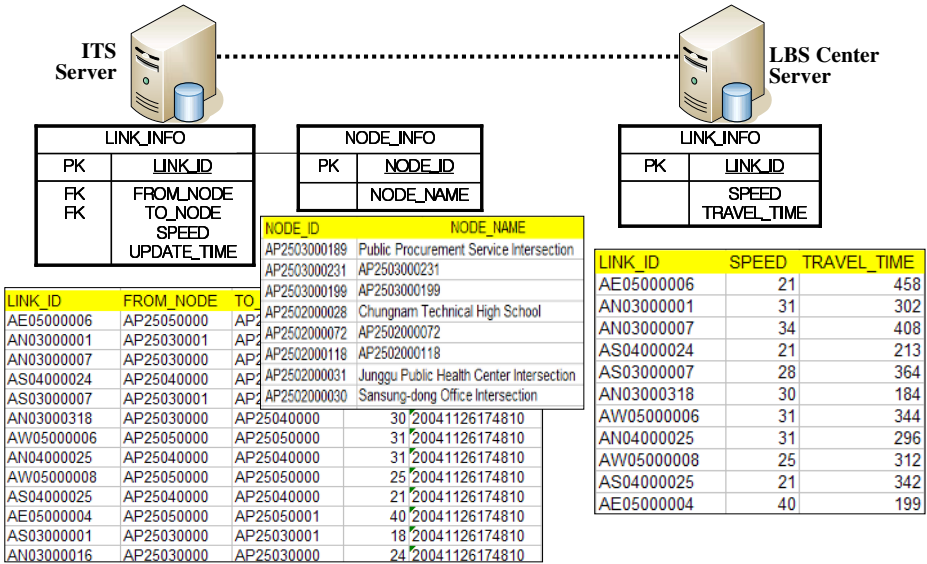 ITS
Server
LBS Center
Server
LINK_INFO
PK LINK_ID
FK FROM_NODE
FK TO_NODE
SPEED
UPDATE_TIME
NODE_INFO
PK NODE_ID
NODE_NAME
LINK_INFO
PK LINK_ID
SPEED
TRAVEL_TIME
NODE_ID NODE_NAME
AP2503000189 Public Procurement Service Intersection
AP2503000231 AP2503000231
AP2503000199 AP2503000199
AP2502000028 Chungnam Technical High School
AP2502000072 AP2502000072
AP2502000118 AP2502000118
AP2502000031 Junggu Public Health Center Intersection
AP2502000030 Sansung-dong Office Intersection
LINK_ID FROM_NODE TO_
AE05000006 AP25050000 AP2
AN03000001 AP25030001 AP2
AN03000007 AP25030000 AP2
AS04000024 AP25040000 AP2
AS03000007 AP25030001 AP2
AN03000318 AP25030000 AP25040000 30 20041126174810
AW05000006 AP25050000 AP25050000 31 20041126174810
AN04000025 AP25040000 AP25040000 31 20041126174810
AW05000008 AP25050000 AP25050000 25 20041126174810
AS04000025 AP25040000 AP25040000 21 20041126174810
AE05000004 AP25050000 AP25050001 40 20041126174810
AS03000001 AP25030000 AP25030001 18 20041126174810
AN03000016 AP25030000 AP25030000 24 20041126174810
LINK_ID SPEED TRAVEL_TIME
AE05000006 21 458
AN03000001 31 302
AN03000007 34 408
AS04000024 21 213
AS03000007 28 364
AN03000318 30 184
AW05000006 31 344
AN04000025 31 296
AW05000008 25 312
AS04000025 21 342
AE05000004 40 199